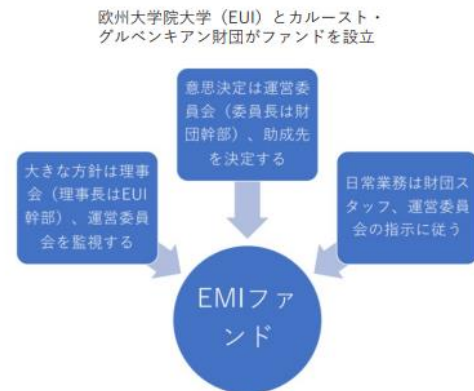 欧州大学院大学（EUI）とカルースト・
グルベンキアン財団がファンドを設立
意思決定は運営委
員会（委員長は財
団幹部）、助成先
を決定する
大きな方針は理事
会（理事長はEUI
幹部）、運営委員
会を監視する
日常業務は財団ス
タッフ、運営委員
会の指示に従う
EMIファ
ンド